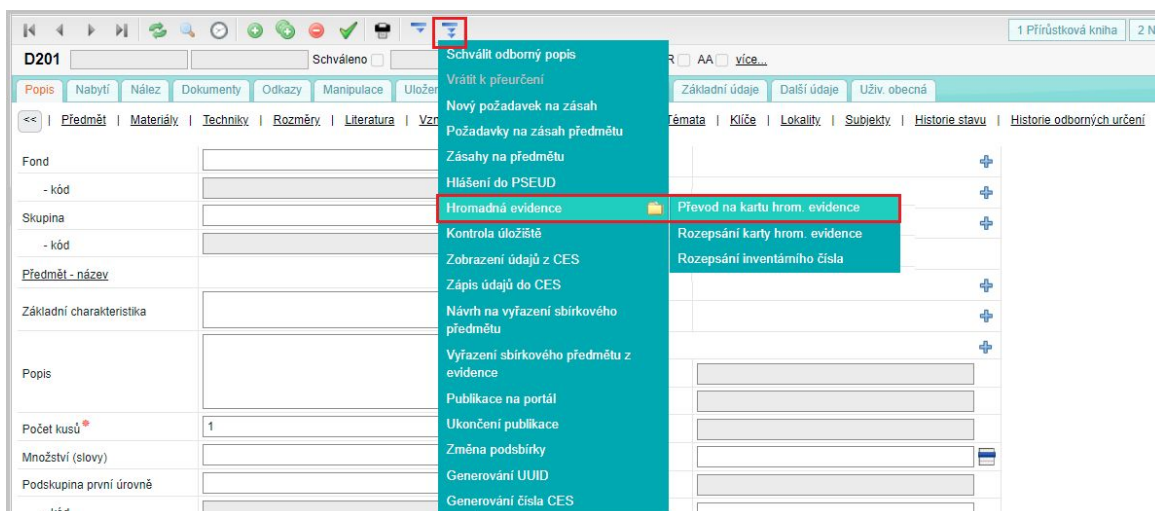 1 Přírůstková kniha
2 N
D201
Schváleno
R
AA
více...
Popis
Nabytí
Nález
Dokumenty
Odkazy
Manipulace
Uložen
Základní údaje
Další údaje
Uživ. obecná
<< | Předmět | Materiály | Techniky | Rozměry | Literatura | Vzn
Témata | Klíče | Lokality | Subjekty | Historie stavu | Historie odborných určení
Schválit odborný popis
Vrátit k přeurčení
Nový požadavek na zásah
Požadavky na zásah předmětu
Zásahy na předmětu
Hlášení do PSEUD
Hromadná evidence
Kontrola úložiště
Zobrazení údajů z CES
Zápis údajů do CES
Návrh na vyřazení sbírkového
předmětu
Vyřazení sbírkového předmětu z
evidence
Publikace na portál
Ukončení publikace
Změna podsbírky
Generování UUID
Generování čísla CES
Převod na kartu hrom. evidence
Rozepsání karty hrom. evidence
Rozepsání inventárního čísla
Fond
- kód
Skupina
- kód
Předmět - název
Základní charakteristika
Popis
Počet kusů
1
Množství (slovy)
Podskupina první úrovně